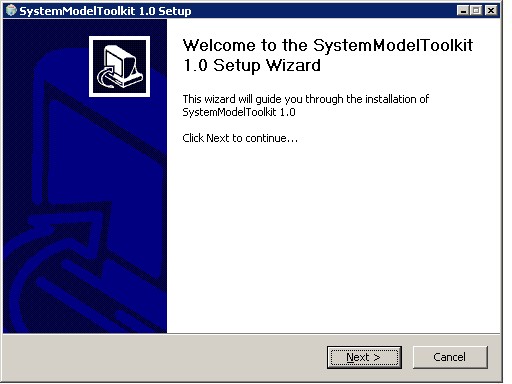 SystemModelToolkit 1.0 Setup
Welcome to the SystemModelToolkit
1.0 Setup Wizard
This wizard will guide you through the installation of
SystemModelToolkit 1.0
Click Next to continue...
Next >
Cancel